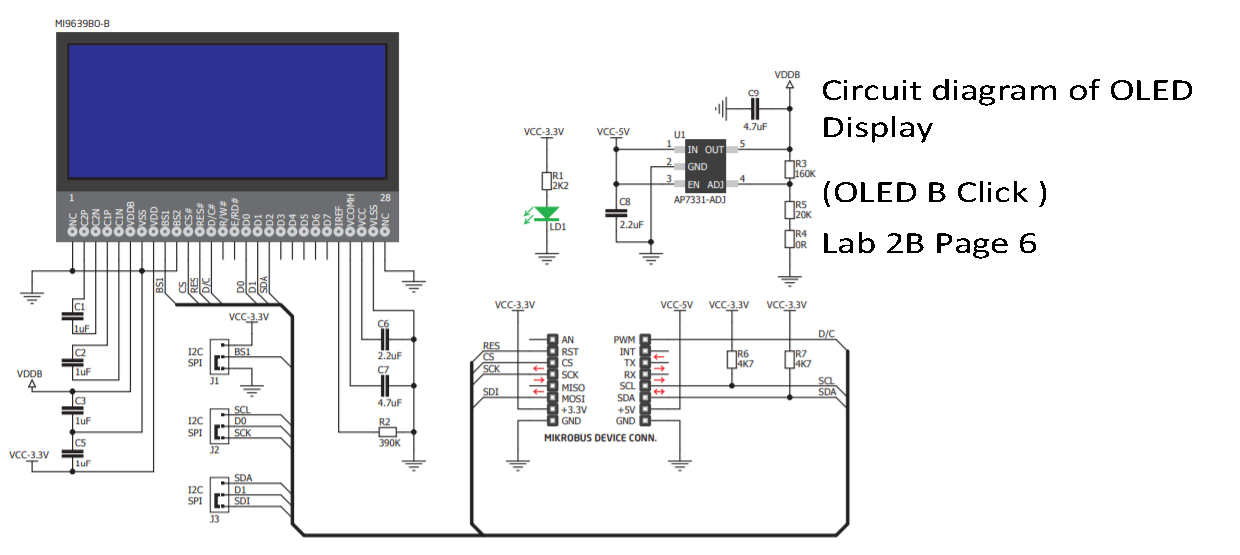 MI9639BO-B
1
28
NC
C2P
C2N
C1P
C1N
VDDB
VSS
VDD
BS1
BS2
CS#
RES#
D/C#
R/W#
E/RD#
D0
D1
D2
D3
D4
D5
D6
D7
IREF
VCOMH
VCC
VLSS
NC
BS1
CS
RES
D/C
D0
D1
SDA
C1
1uF
C2
1uF
VDDB
C3
1uF
C5
1uF
VCC-3.3V
VCC-3.3V
I2C
SPI
BS1
J1
I2C
SPI
SCL
D0
SCK
J2
I2C
SPI
SDA
D1
SDI
J3
C6
2.2uF
C7
4.7uF
R2
390K
VCC-3.3V
R1
2K2
LD1
VCC-5V
U1
1
2
3
IN OUT
GND
EN ADJ
5
4
AP7331-ADJ
C8
2.2uF
C9
4.7uF
VDDB
R3
160K
R5
20K
R4
0R
VCC-3.3V
RES
CS
SCK
SDI
AN
RST
CS
SCK
MISO
MOSI
+3.3V
GND
PWM
INT
TX
RX
SCL
SDA
+5V
GND
MIKROBUS DEVICE CONN.
VCC-5V
VCC-3.3V
VCC-3.3V
R6
4K7
R7
4K7
D/C
SCL
SDA
Circuit diagram of OLED
Display
(OLED B Click )
Lab 2B Page 6